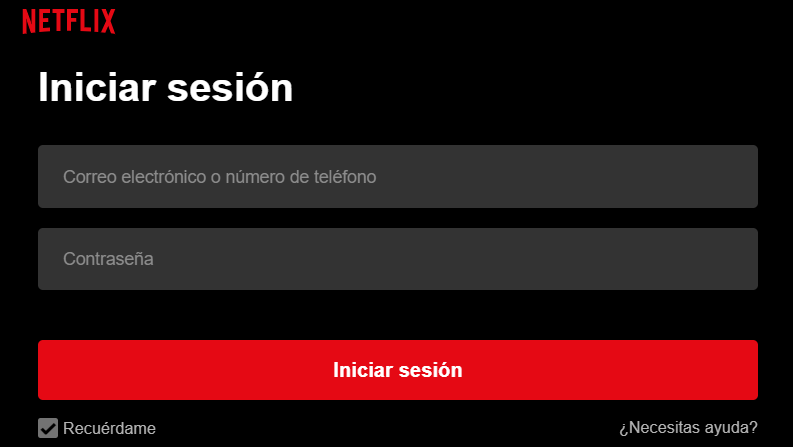 NETFLIX
Iniciar sesión
Correo electrónico o número de teléfono
Contraseña
Iniciar sesión
Recuérdame ¿Necesitas ayuda?